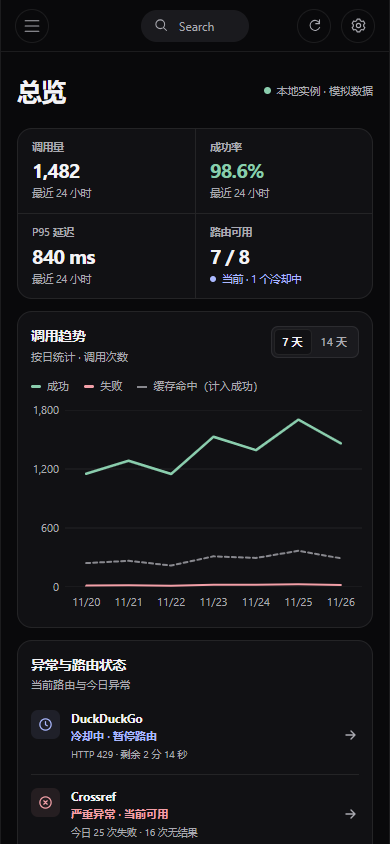 Search
总览
本地实例 · 模拟数据
调用量
1,482
最近 24 小时
成功率
98.6%
最近 24 小时
P95 延迟
840 ms
最近 24 小时
路由可用
7 / 8
当前 · 1 个冷却中
调用趋势
按日统计 · 调用次数
7 天
14 天
成功
失败
缓存命中（计入成功）
1,800
1,200
600
0
11/20
11/21
11/22
11/23
11/24
11/25
11/26
异常与路由状态
当前路由与今日异常
DuckDuckGo
冷却中 · 暂停路由
HTTP 429 · 剩余 2 分 14 秒
Crossref
严重异常 · 当前可用
今日 25 次失败 · 16 次无结果